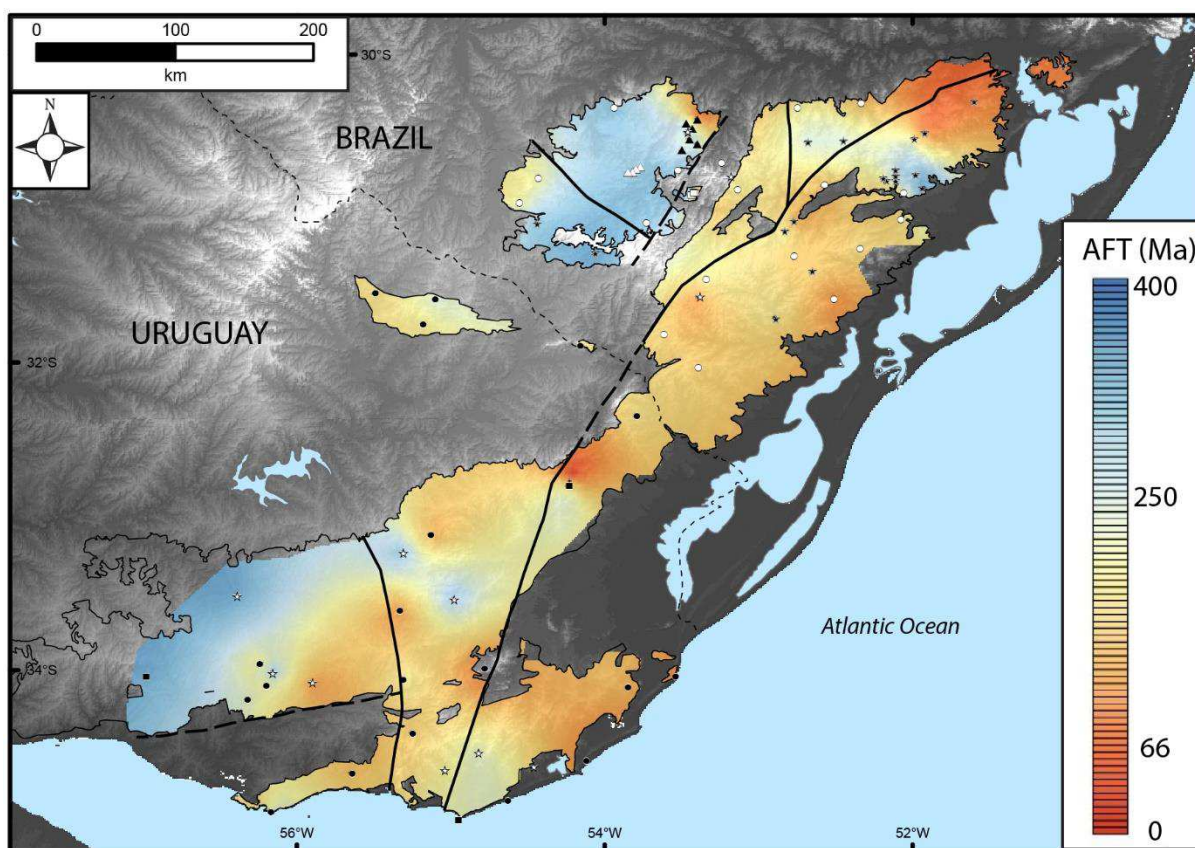 0 100 200
km
N
30°S
BRAZIL
AFT (Ma)
400
URUGUAY
32°S
250
Atlantic Ocean
34°S
66
0
56°W 54°W 52°W